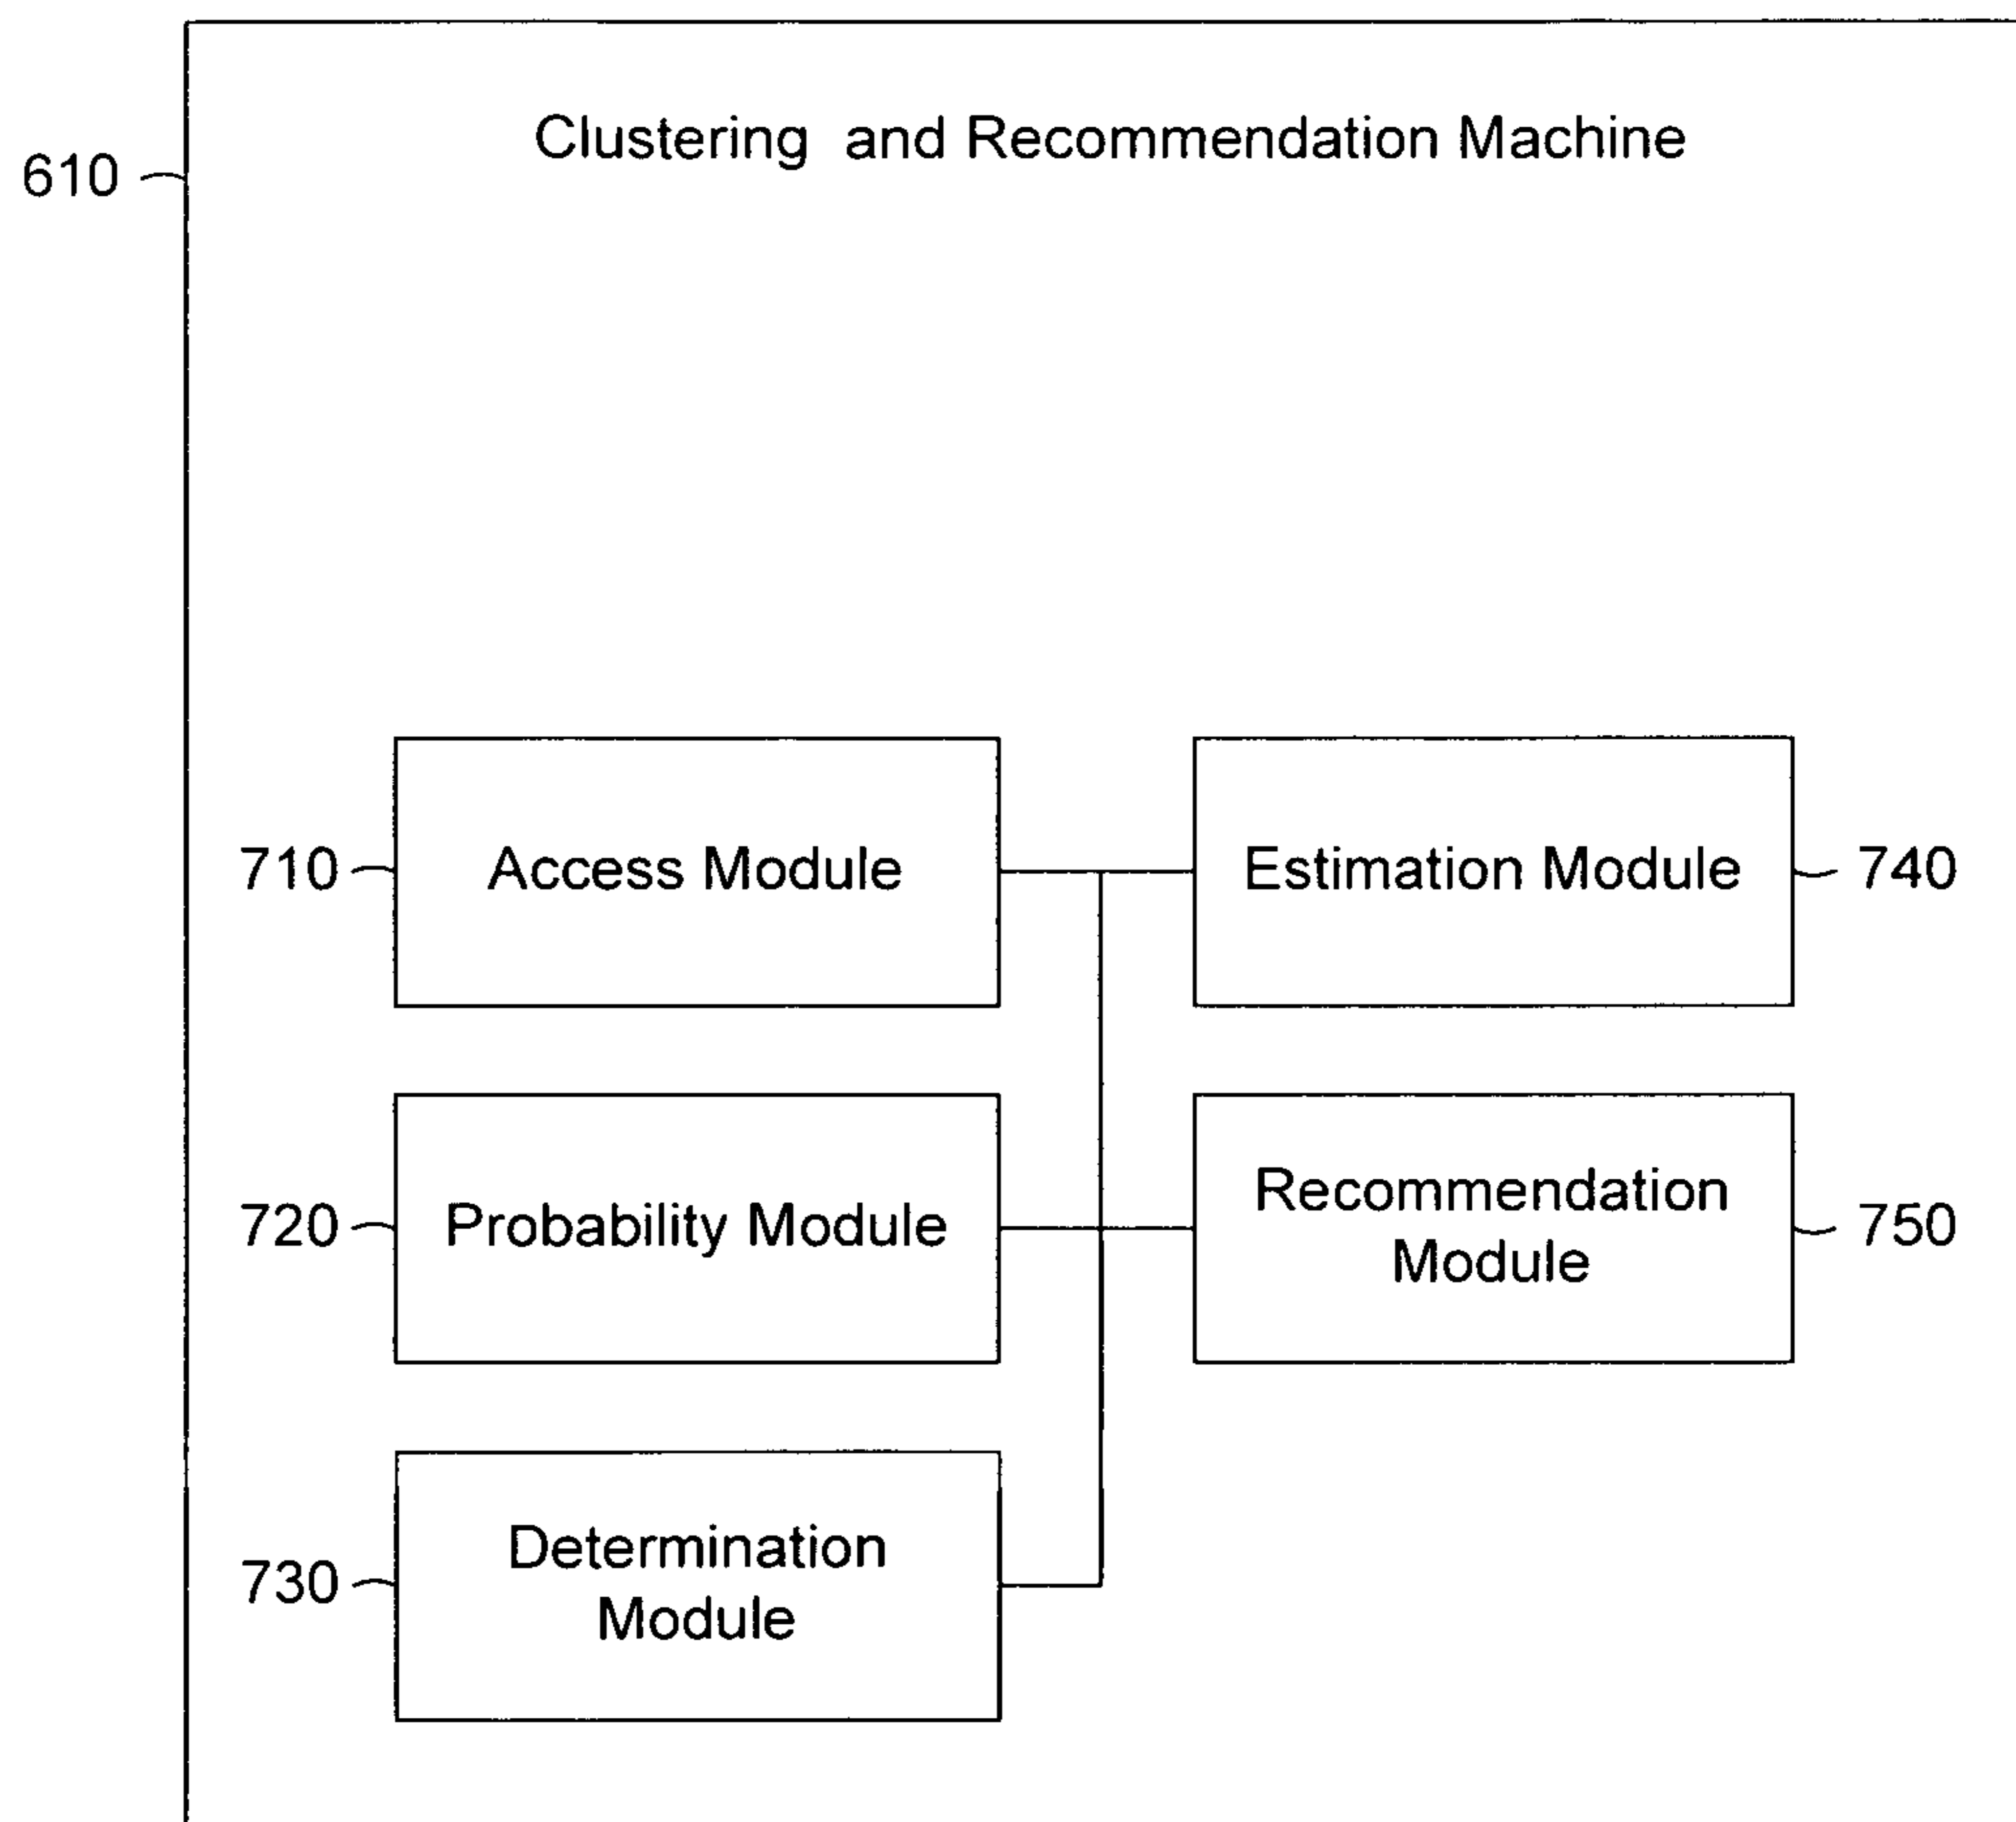 Clustering and Recommendation Machine
610
710
Access Module
Estimation Module
740
720
Probability Module
Recommendation
Module
750
730
Determination
Module